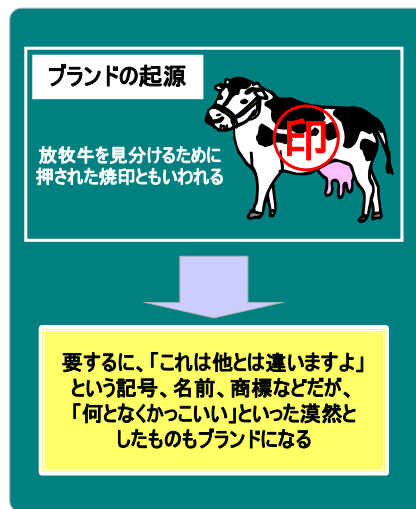 ブランドの起源
印
放牧牛を見分けるために
押された焼印ともいわれる
要するに、「これは他とは違いますよ」
という記号、名前、商標などだが、
「何となくかっこいい」といった漠然と
したものもブランドになる